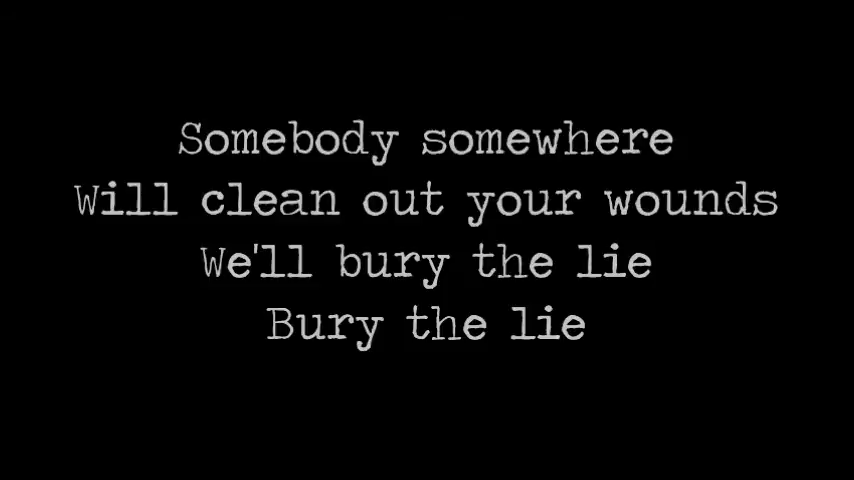 Somebody somewhere
Will clean out your wounds
We'll bury the lie
Bury the lie